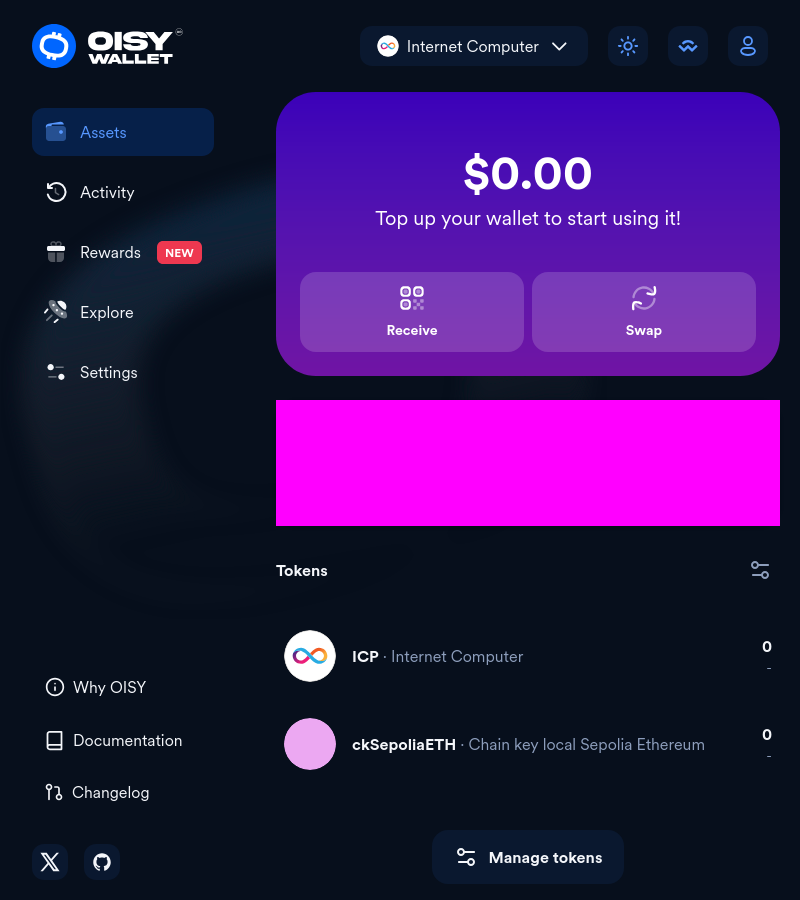 OISY
WALLET
Internet Computer
Assets
Activity
Rewards NEW
Explore
Settings
$0.00
Top up your wallet to start using it!
Receive
Swap
Tokens
ICP · Internet Computer
0
-
ckSepoliaETH · Chain key local Sepolia Ethereum
0
-
Why OISY
Documentation
Changelog
Manage tokens